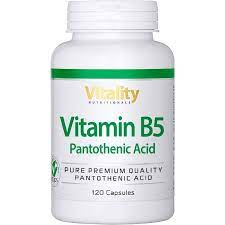 Vitality
NUTRITIONALS
Vitamin B5
Pantothenic Acid
PURE PREMIUM QUALITY
PANTOTHENIC ACID
120 Capsules